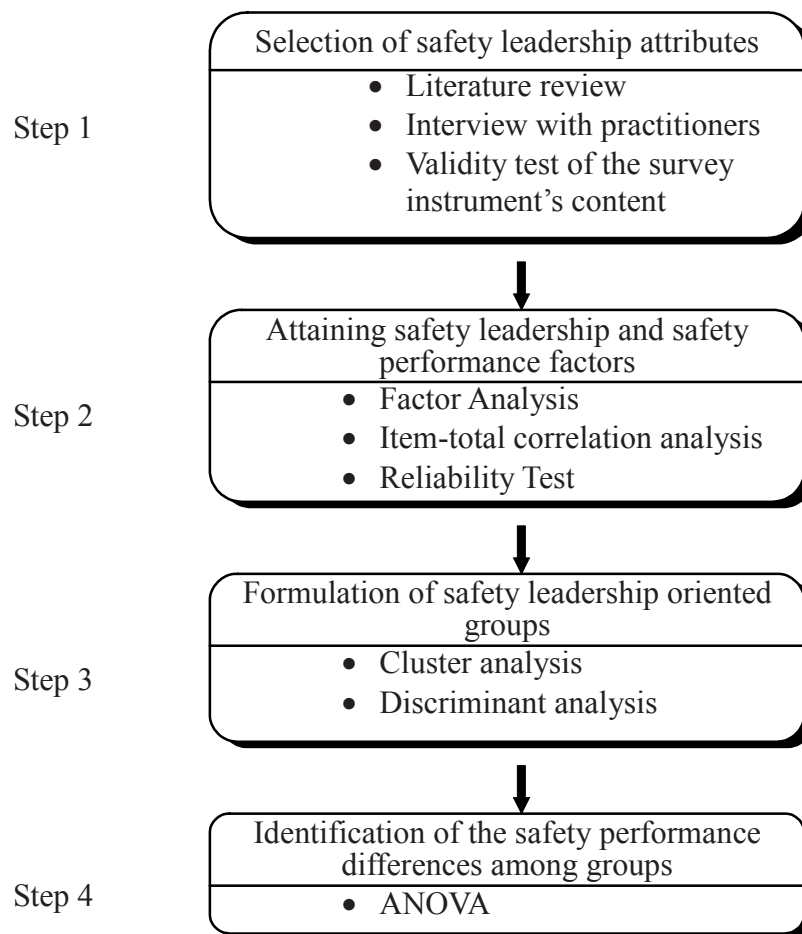 Selection of safety leadership attributes
Step 1
• Literature review
• Interview with practitioners
• Validity test of the survey
instrument’s content
Attaining safety leadership and safety
performance factors
Step 2
• Factor Analysis
• Item-total correlation analysis
• Reliability Test
Formulation of safety leadership oriented
groups
Step 3
• Cluster analysis
• Discriminant analysis
Identification of the safety performance
differences among groups
Step 4
• ANOVA